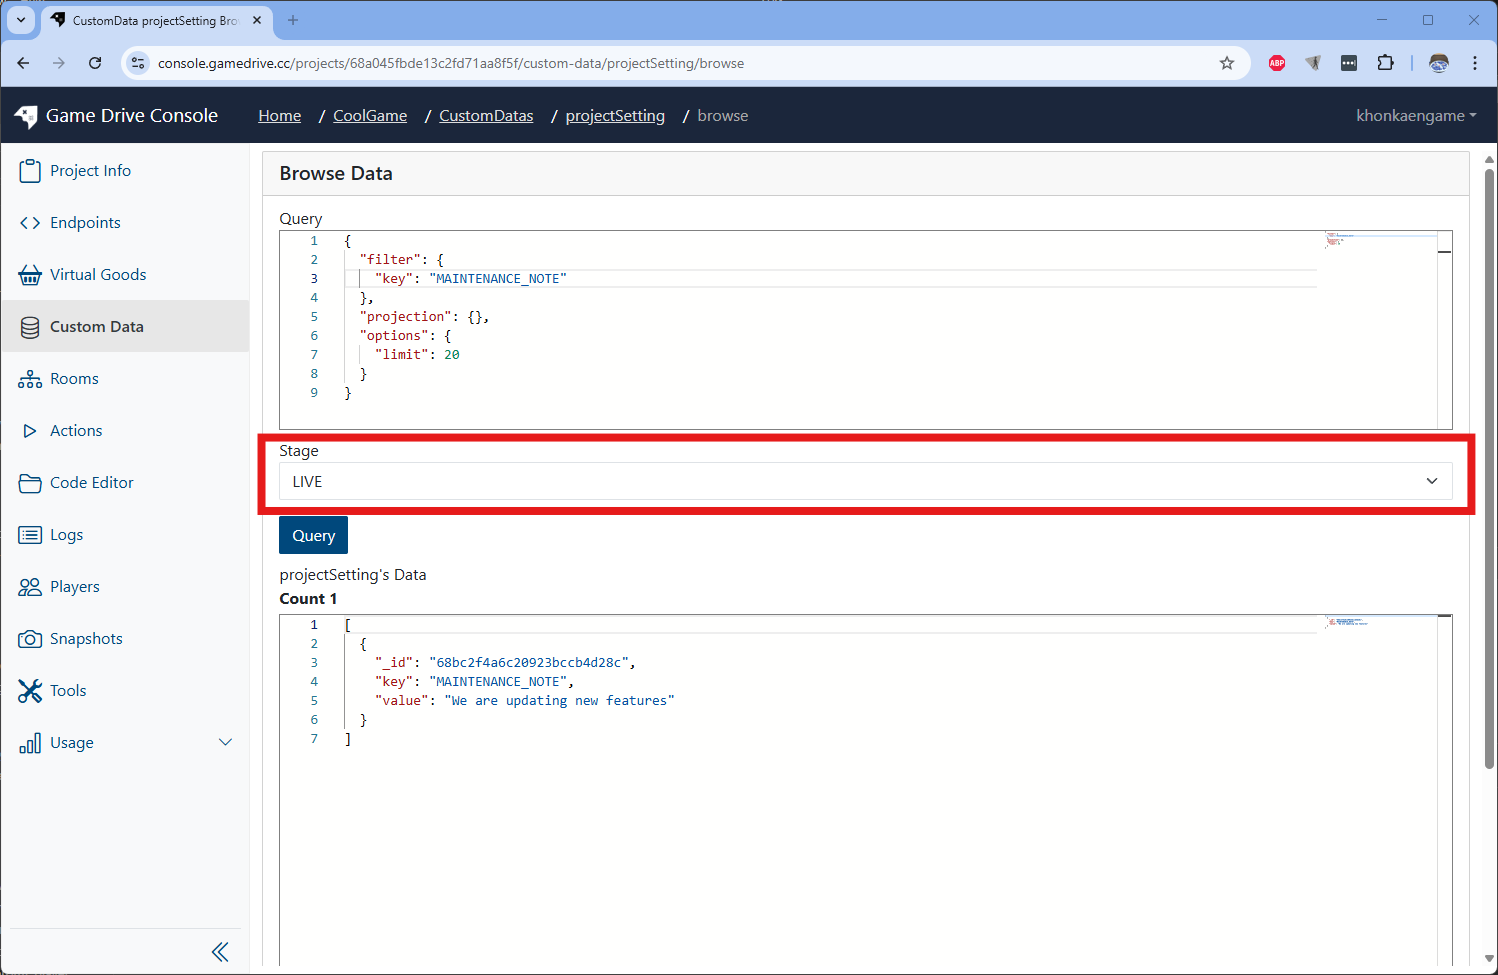 CustomData projectSetting Bro
console.gamedrive.cc/projects/68a045fbde13c2fd71aa8f5f/custom-data/projectSetting/browse
ABP
Game Drive Console
Home / CoolGame / CustomDatas / projectSetting / browse
khonkaengame
Project Info
Endpoints
Virtual Goods
Custom Data
Rooms
Actions
Code Editor
Logs
Players
Snapshots
Tools
Usage
Browse Data
Query
1 {
2 "filter": {
3 "key": "MAINTENANCE_NOTE"
4 },
5 "projection": {},
6 "options": {
7 "limit": 20
8 }
9 }
Stage
LIVE
Query
projectSetting's Data
Count 1
1 [
2 {
3 "_id": "68bc2f4a6c20923bccb4d28c",
4 "key": "MAINTENANCE_NOTE",
5 "value": "We are updating new features"
6 }
7 ]